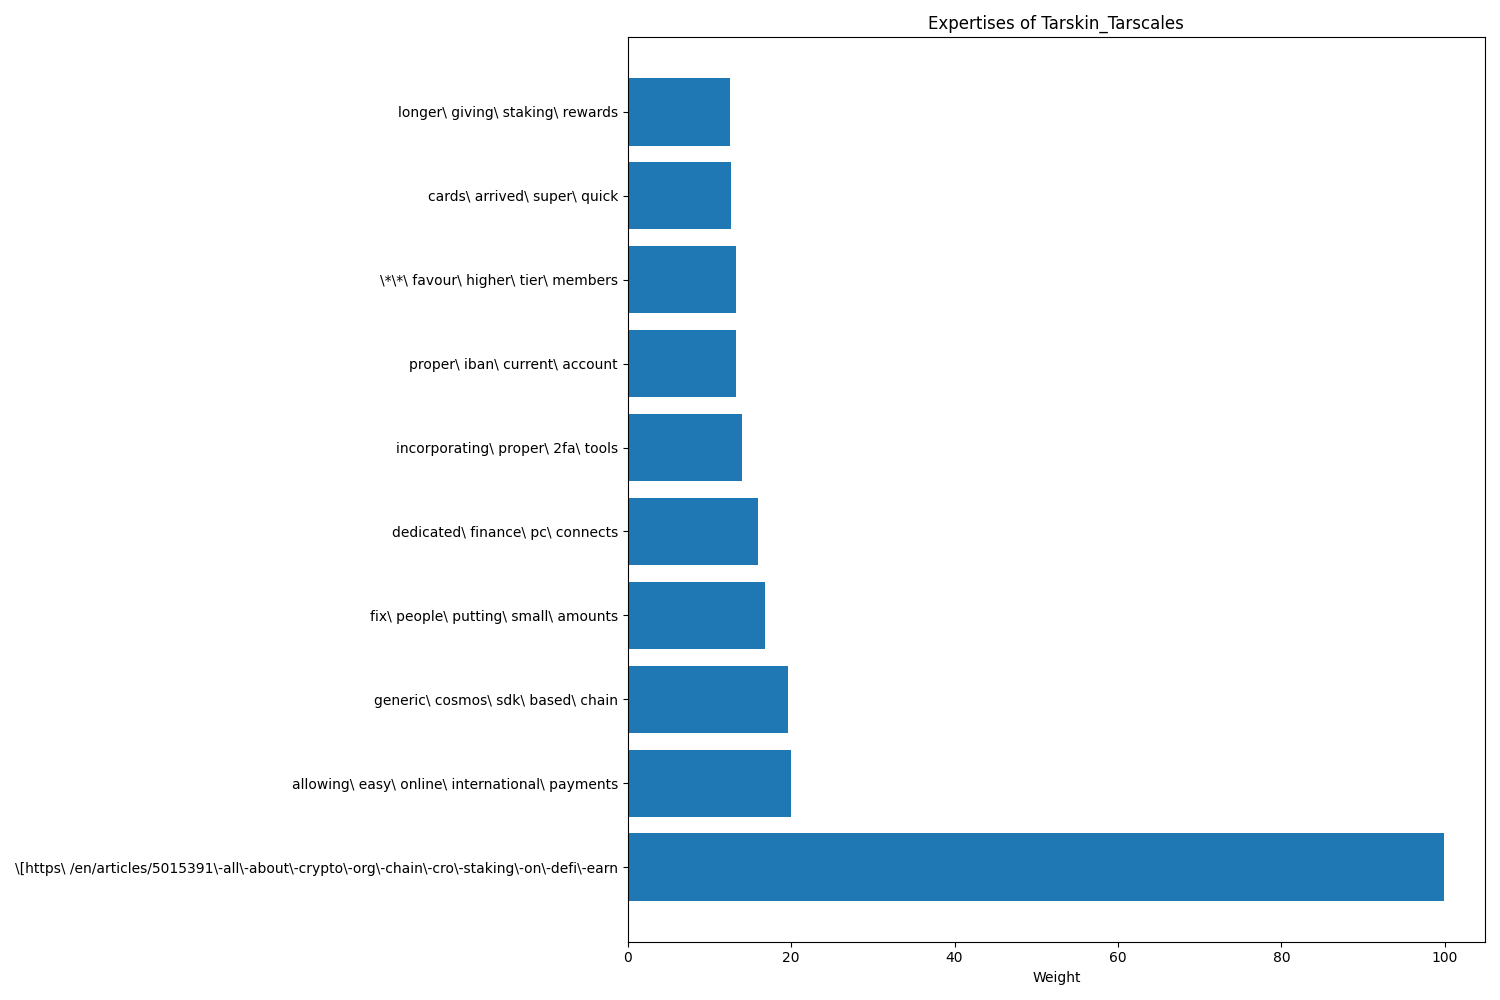 Expertises of Tarskin_Tarscales
longer\ giving\ staking\ rewards
cards\ arrived\ super\ quick
\*\*\ favour\ higher\ tier\ members
proper\ iban\ current\ account
incorporating\ proper\ 2fa\ tools
dedicated\ finance\ pc\ connects
fix\ people\ putting\ small\ amounts
generic\ cosmos\ sdk\ based\ chain
allowing\ easy\ online\ international\ payments
\[https\ /en/articles/5015391\-all\-about\-crypto\-org\-chain\-cro\-staking\-on\-defi\-earn
0 20 40 60 80 100
Weight